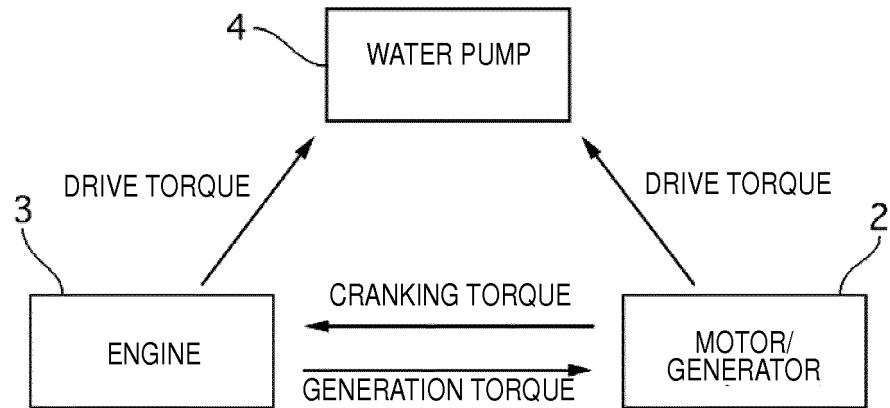 4
WATER PUMP
DRIVE TORQUE
DRIVE TORQUE
3
2
CRANKING TORQUE
ENGINE
MOTOR/
GENERATOR
GENERATION TORQUE